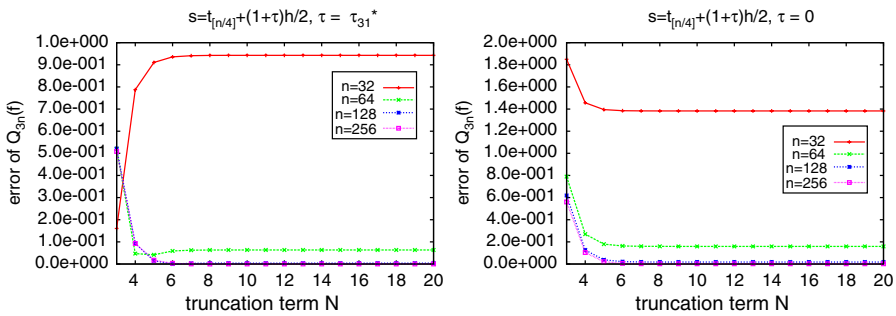 s=t[n/4]+(1+τ)h/2, τ = τ31*
error of Q3n(f)
1.0e+000
9.0e-001
8.0e-001
7.0e-001
6.0e-001
5.0e-001
4.0e-001
3.0e-001
2.0e-001
1.0e-001
0.0e+000
n=32
n=64
n=128
n=256
4 6 8 10 12 14 16 18 20
truncation term N
s=t[n/4]+(1+τ)h/2, τ = 0
error of Q3n(f)
2.0e+000
1.8e+000
1.6e+000
1.4e+000
1.2e+000
1.0e+000
8.0e-001
6.0e-001
4.0e-001
2.0e-001
0.0e+000
n=32
n=64
n=128
n=256
4 6 8 10 12 14 16 18 20
truncation term N